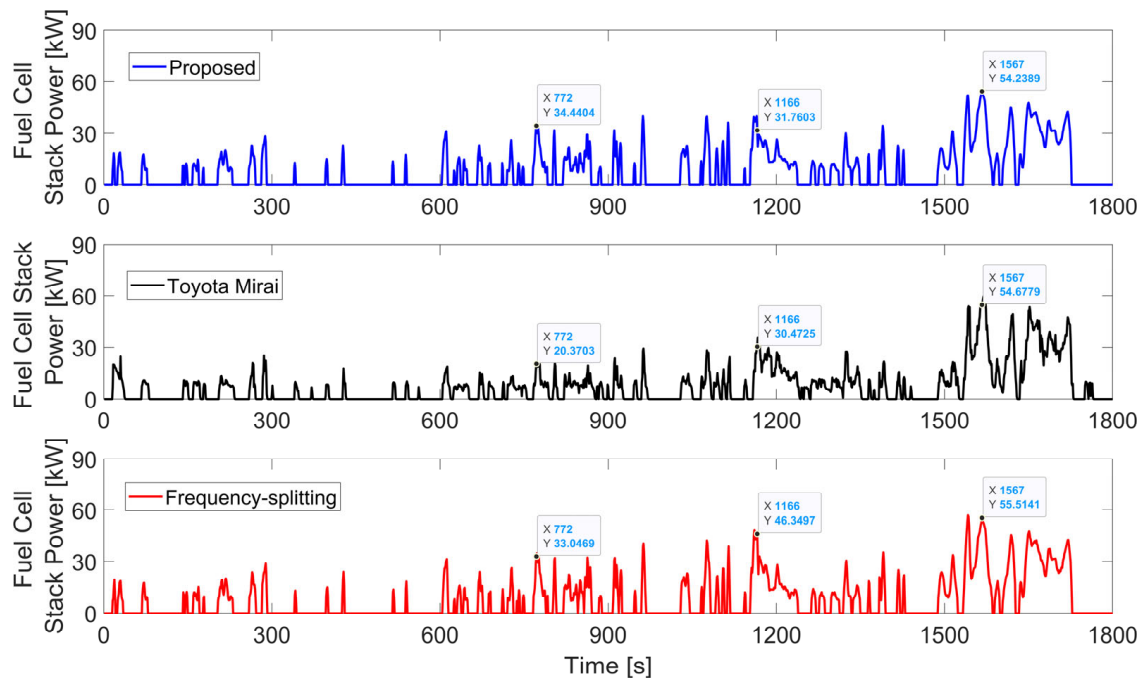 Fuel Cell
Stack Power [kW]
90
60
30
0
Proposed
X 772
Y 34.4404
X 1166
Y 31.7603
X 1567
Y 54.2389
0
300
600
900
1200
1500
1800
Fuel Cell Stack
Power [kW]
90
60
30
0
Toyota Mirai
X 772
Y 20.3703
X 1166
Y 30.4725
X 1567
Y 54.6779
0
300
600
900
1200
1500
1800
Fuel Cell
Stack Power [kW]
90
60
30
0
Frequency-splitting
X 772
Y 33.0469
X 1166
Y 46.3497
X 1567
Y 55.5141
0
300
600
900
1200
1500
1800
Time [s]